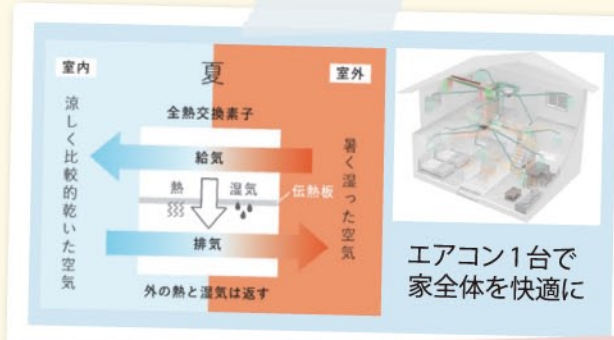 室内
夏
室外
全熱交換素子
涼しく比較的乾いた空気
給気
熱
湿気
伝熱板
排気
暑く湿った空気
外の熱と湿気は返す
エアコン1台で
家全体を快適に